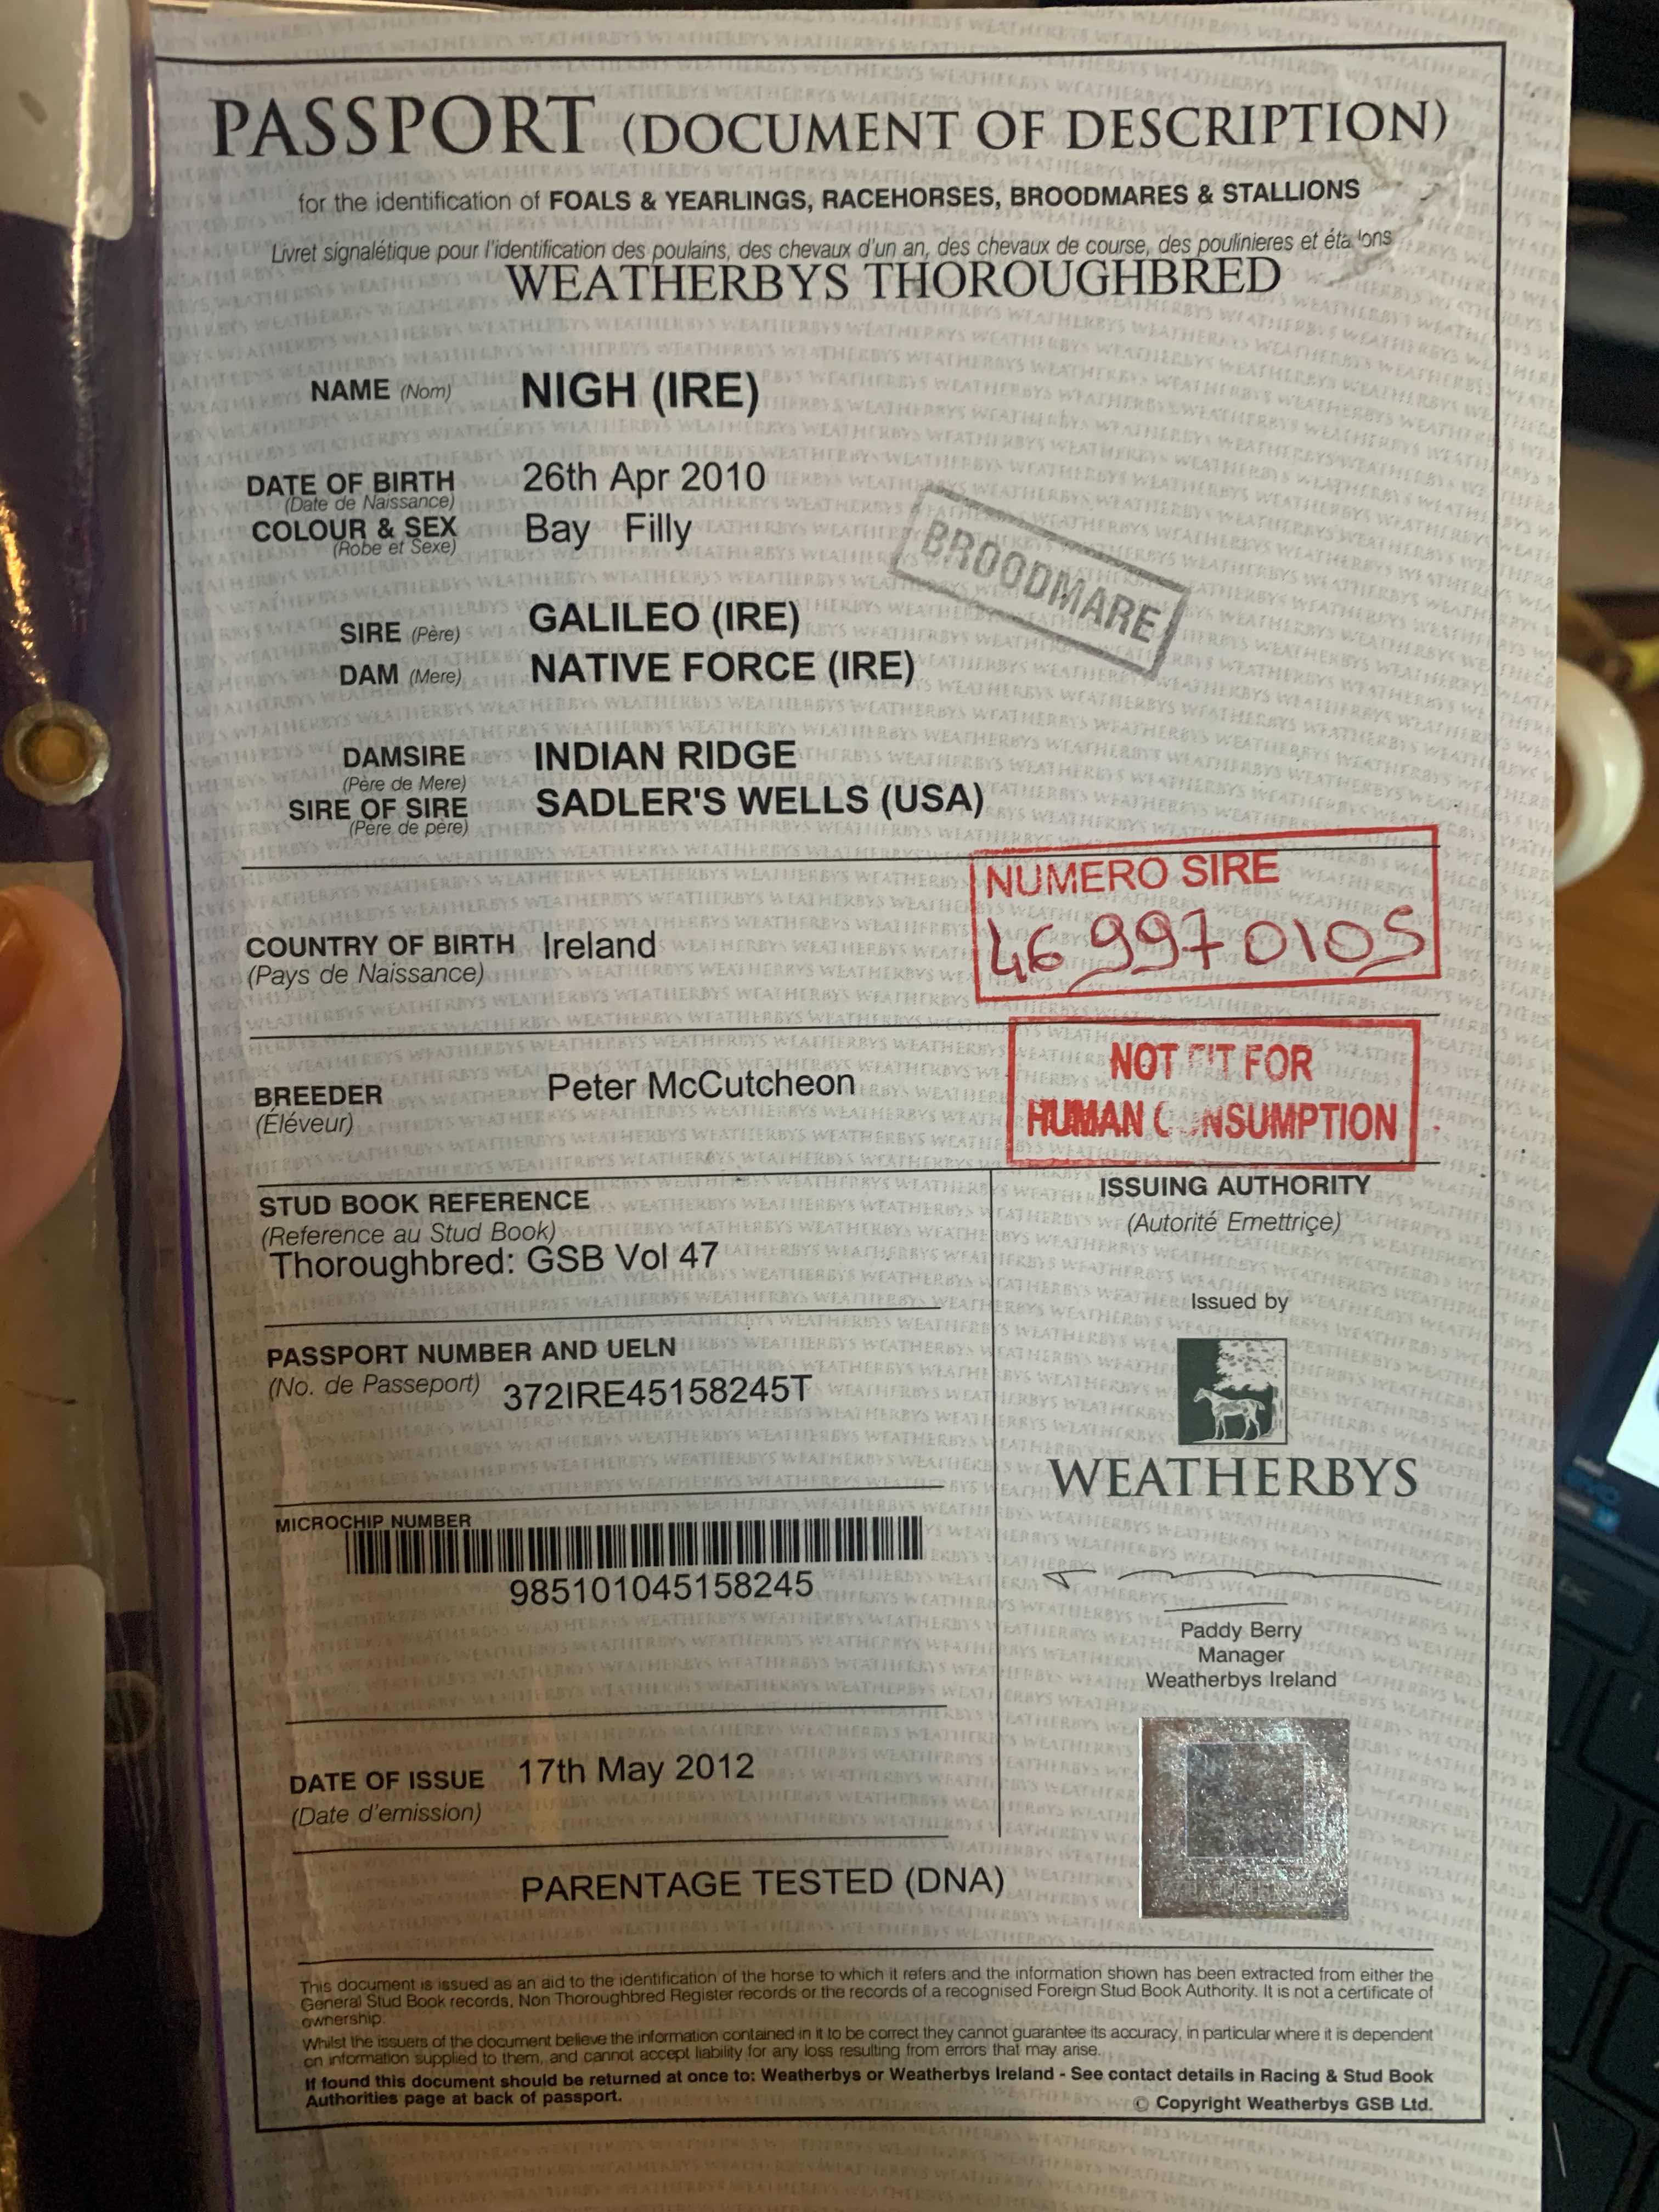 PASSPORT (DOCUMENT OF DESCRIPTION)
for the identification of FOALS & YEARLINGS, RACEHORSES, BROODMARES & STALLIONS
Livret signalétique pour l'identification des poulains, des chevaux d'un an, des chevaux de course, des poulinieres et éta ons
WEATHERBYS THOROUGHBRED
NAME (Nom) NIGH (IRE)
DATE OF BIRTH 26th Apr 2010
(Date de Naissance)
COLOUR & SEX Bay Filly
(Robe et Sexe)
BROODMARE
SIRE (Père) GALILEO (IRE)
DAM (Mere) NATIVE FORCE (IRE)
DAMSIRE INDIAN RIDGE
(Père de Mere)
SIRE OF SIRE SADLER'S WELLS (USA)
(Père de père)
NUMERO SIRE
46 997 0105
COUNTRY OF BIRTH Ireland
(Pays de Naissance)
NOT FIT FOR
HUMAN CONSUMPTION
BREEDER Peter McCutcheon
(Éléveur)
STUD BOOK REFERENCE
(Reference au Stud Book)
Thoroughbred: GSB Vol 47
PASSPORT NUMBER AND UELN
(No. de Passeport) 372IRE45158245T
MICROCHIP NUMBER
985101045158245
DATE OF ISSUE 17th May 2012
(Date d'emission)
ISSUING AUTHORITY
(Autorité Emettriçe)
Issued by
WEATHERBYS
Paddy Berry
Manager
Weatherbys Ireland
PARENTAGE TESTED (DNA)
This document is issued as an aid to the identification of the horse to which it refers and the information shown has been extracted from either the
General Stud Book records, Non Thoroughbred Register records or the records of a recognised Foreign Stud Book Authority. It is not a certificate of
ownership.
Whilst the issuers of the document believe the information contained in it to be correct they cannot guarantee its accuracy, in particular where it is dependent
on information supplied to them, and cannot accept liability for any loss resulting from errors that may arise.
If found this document should be returned at once to: Weatherbys or Weatherbys Ireland - See contact details in Racing & Stud Book
Authorities page at back of passport.
© Copyright Weatherbys GSB Ltd.